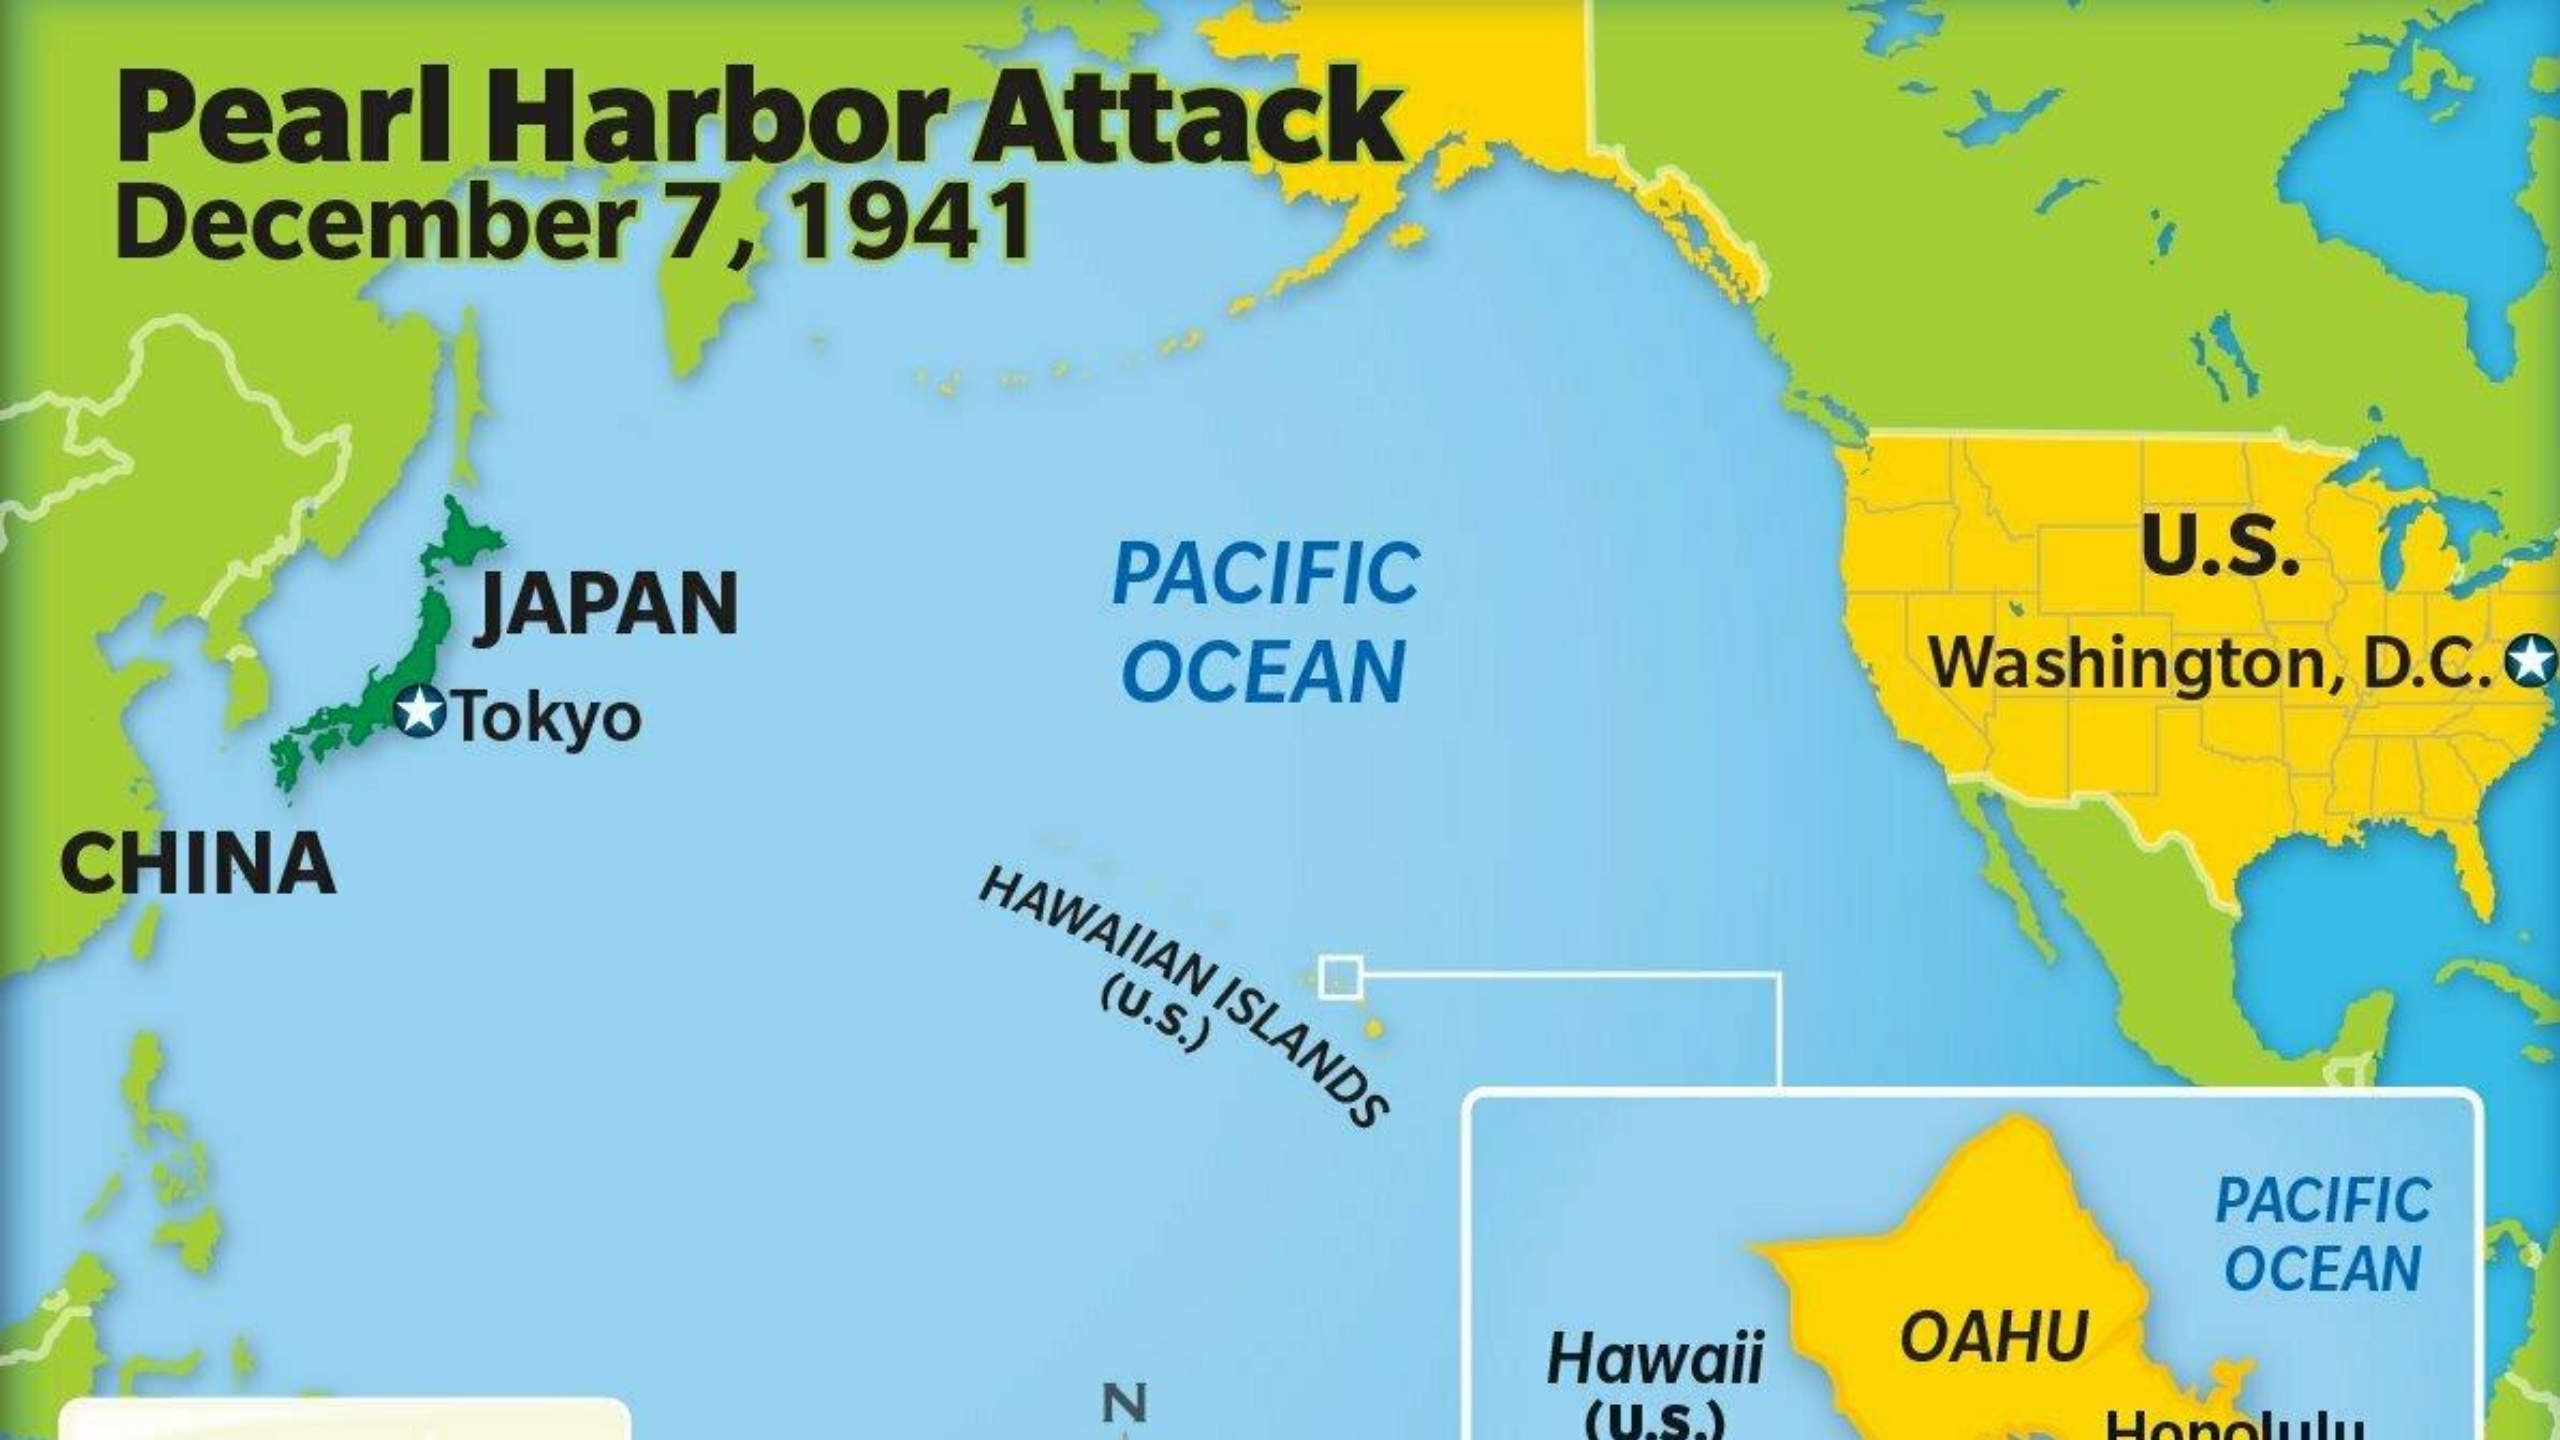 Pearl Harbor Attack
December 7, 1941
U.S.
Washington, D.C.
JAPAN
Tokyo
PACIFIC
OCEAN
CHINA
HAWAIIAN ISLANDS
(U.S.)
PACIFIC
OCEAN
OAHU
Hawaii
(U.S.)
Honolulu
N